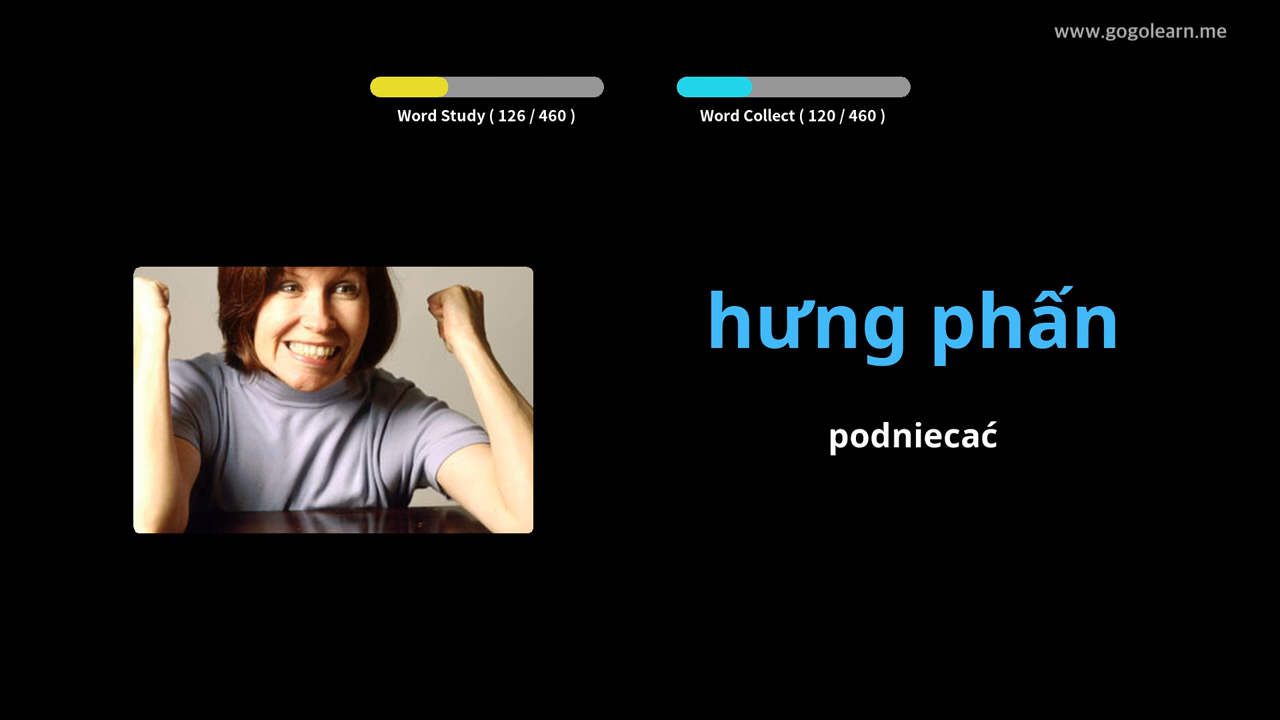 www.gogolearn.me
Word Study ( 126 / 460 )
Word Collect ( 120 / 460 )
hưng phấn
podniecać